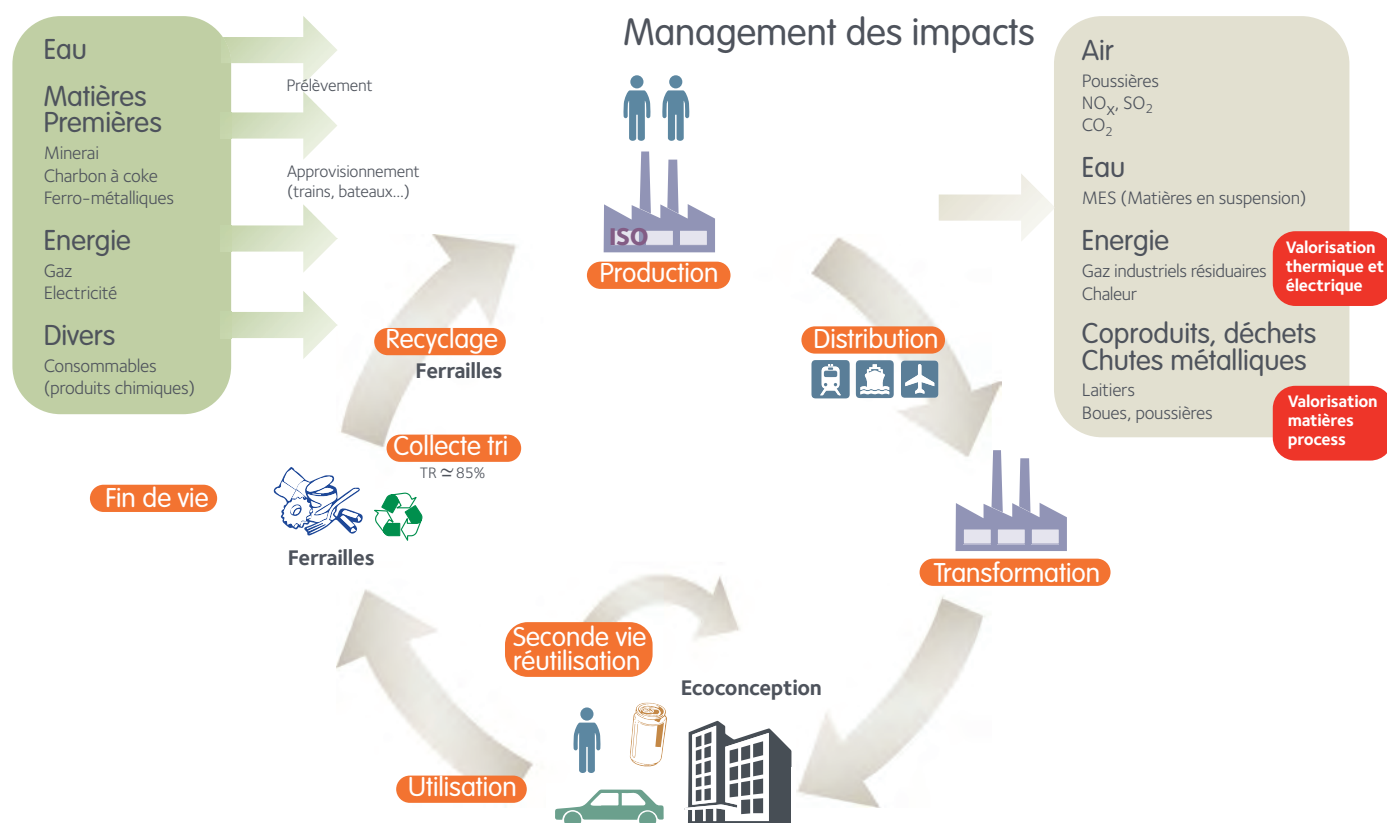 Management des impacts
Eau
Matières
Premières
Minerai
Charbon à coke
Ferro-métalliques
Energie
Gaz
Electricité
Divers
Consommables
(produits chimiques)
Prélèvement
Approvisionnement
(trains, bateaux...)
ISO
Production
Air
Poussières
NOX, SO2
CO2
Eau
MES (Matières en suspension)
Energie
Gaz industriels résiduaires
Chaleur
Valorisation
thermique et
électrique
Coproduits, déchets
Chutes métalliques
Laitiers
Boues, poussières
Valorisation
matières
process
Recyclage
Ferrailles
Distribution
Collecte tri
TR ≃ 85%
Fin de vie
Ferrailles
Transformation
Seconde vie
réutilisation
Ecoconception
Utilisation